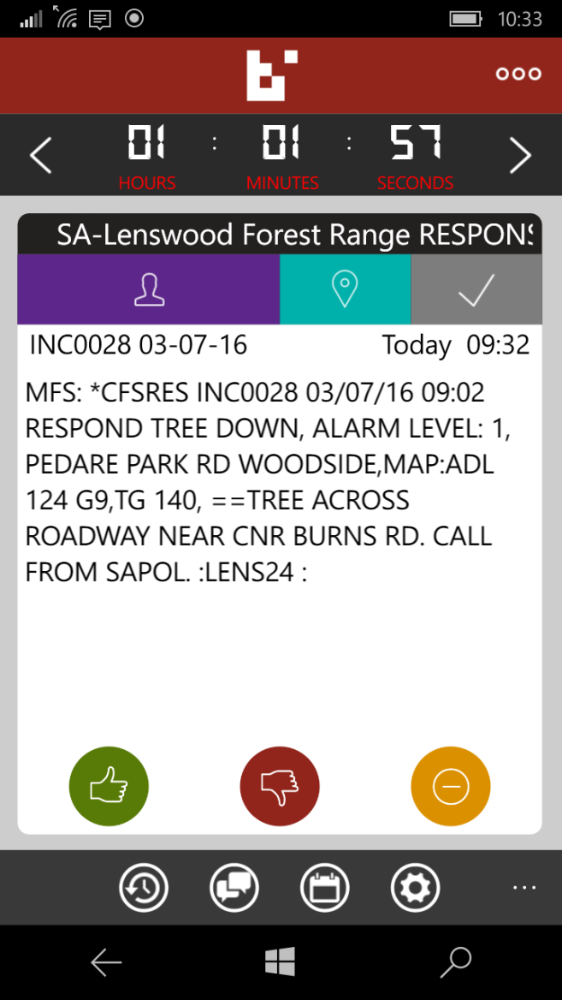 10:33
01 : 01 : 57
HOURS MINUTES SECONDS
SA-Lenswood Forest Range RESPONS
INC0028 03-07-16 Today 09:32
MFS: *CFSRES INC0028 03/07/16 09:02
RESPOND TREE DOWN, ALARM LEVEL: 1,
PEDARE PARK RD WOODSIDE,MAP:ADL
124 G9,TG 140, ==TREE ACROSS
ROADWAY NEAR CNR BURNS RD. CALL
FROM SAPOL. :LENS24 :